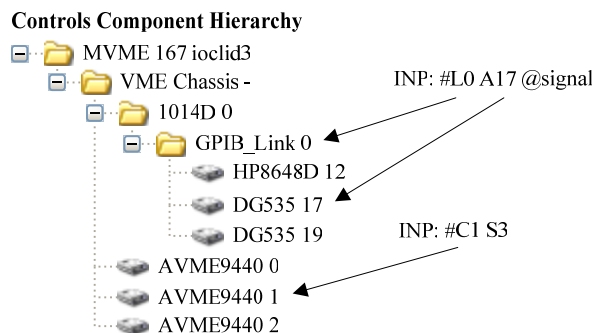 Controls Component Hierarchy
MVME 167 ioclid3
VME Chassis -
INP: #L0 A17 @signal
1014D 0
GPIB_Link 0
HP8648D 12
DG535 17
DG535 19
INP: #C1 S3
AVME9440 0
AVME9440 1
AVME9440 2